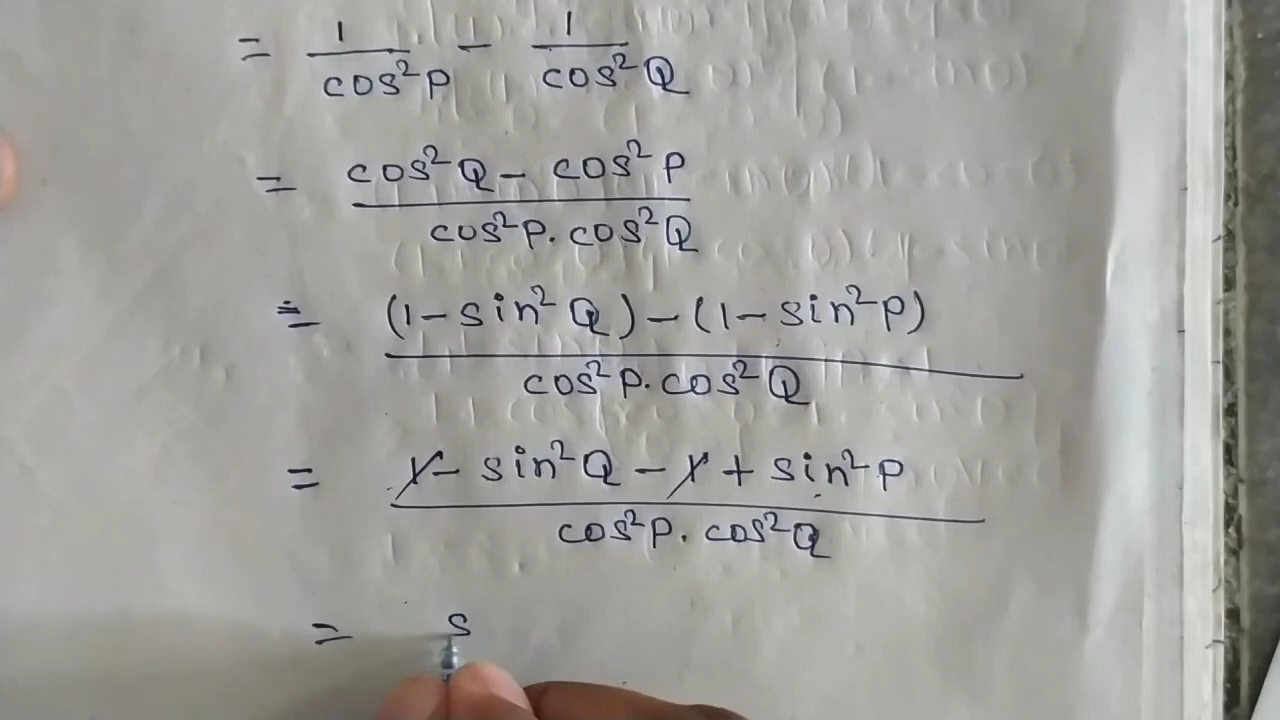 = 1/cos²P - 1/cos²Q
= (cos²Q - cos²P)/(cos²P . cos²Q)
= ((1 - sin²Q) - (1 - sin²P))/(cos²P . cos²Q)
= (1 - sin²Q - 1 + sin²P)/(cos²P . cos²Q)
= s